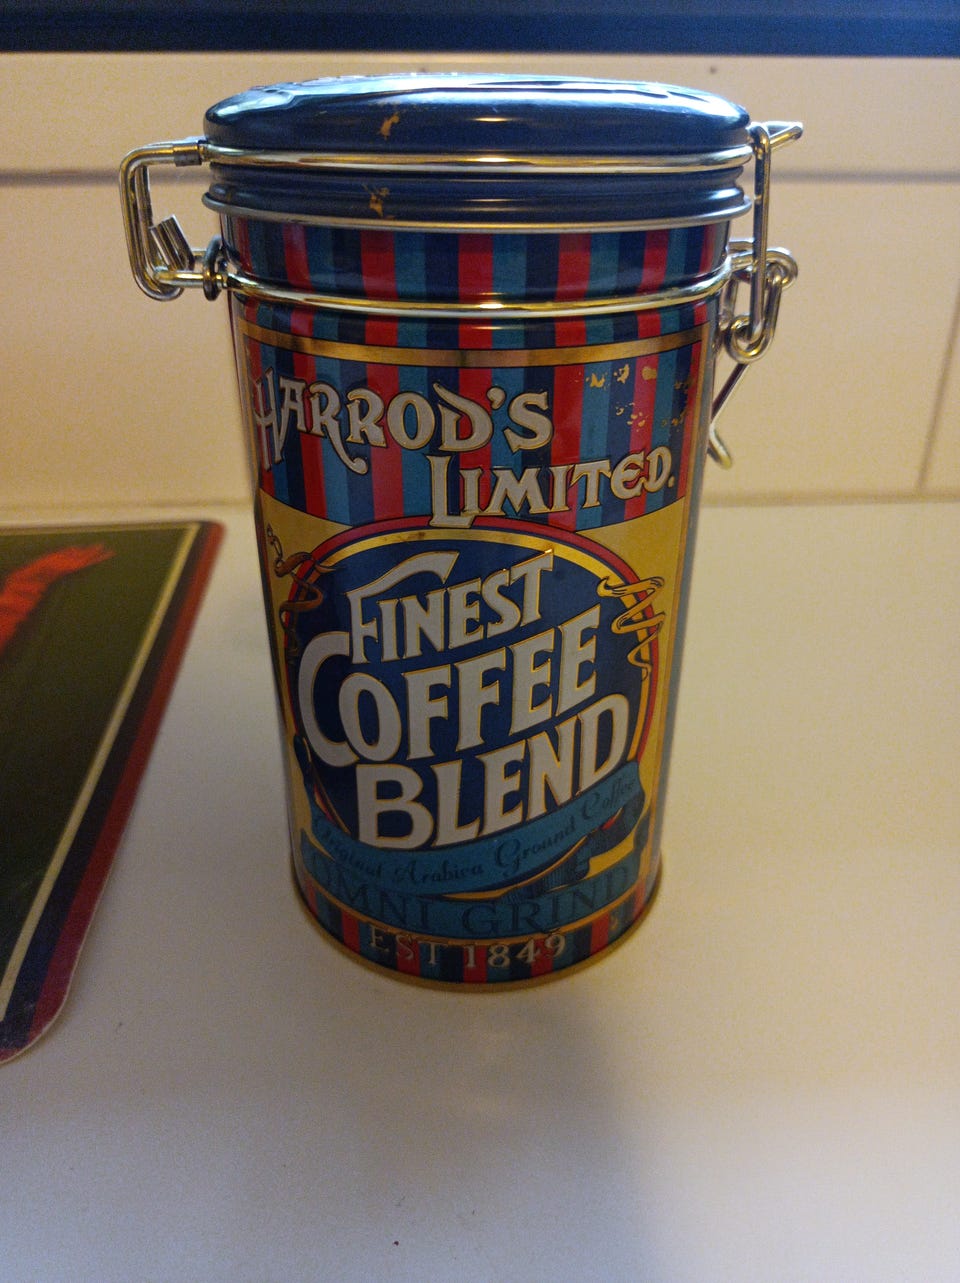 HARROD'S
LIMITED.
FINEST
COFFEE
BLEND
Original Arabica Ground Coffee
OMNI GRIND
EST 1849